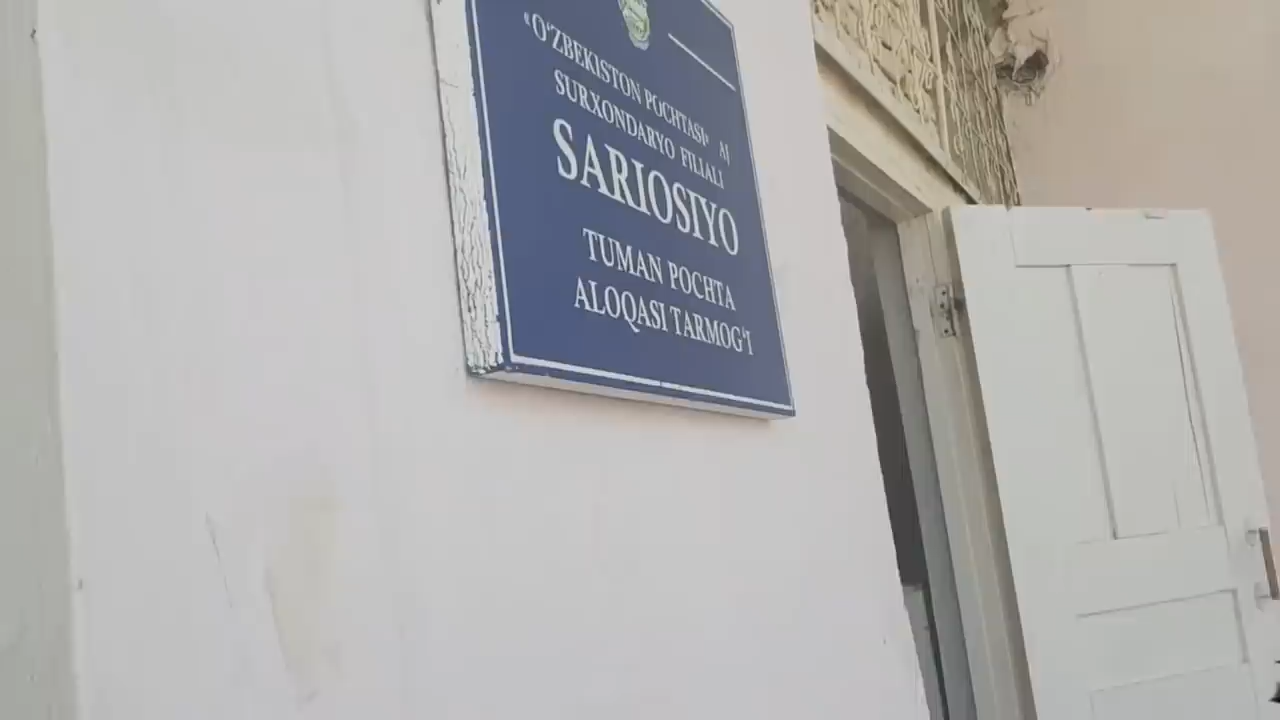 «O‘ZBEKISTON POCHTASI» AJ
SURXONDARYO FILIALI
SARIOSIYO
TUMAN POCHTA
ALOQASI TARMOG‘I